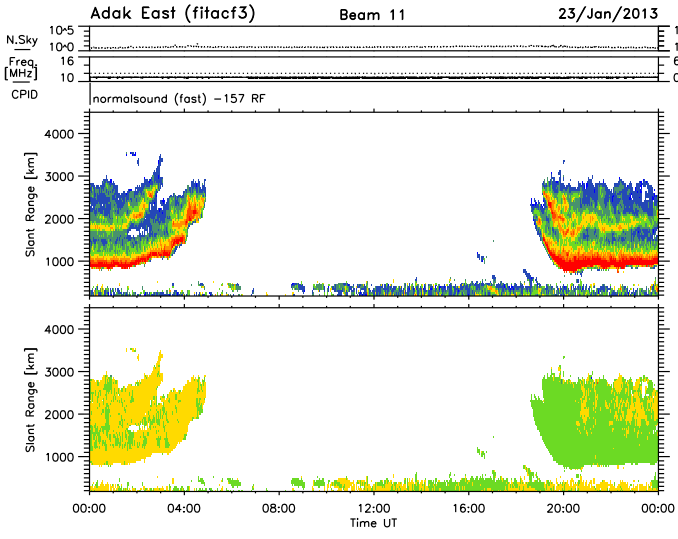 Adak East (fitacf3) Beam 11 23/Jan/2013
N.Sky 10^5 10^0 1 1
Freq. [MHz] 16 10 6 0
CPID normalsound (fast) -157 RF
Slant Range [km] 4000 3000 2000 1000
Slant Range [km] 4000 3000 2000 1000
00:00 04:00 08:00 12:00 16:00 20:00 00:00
Time UT